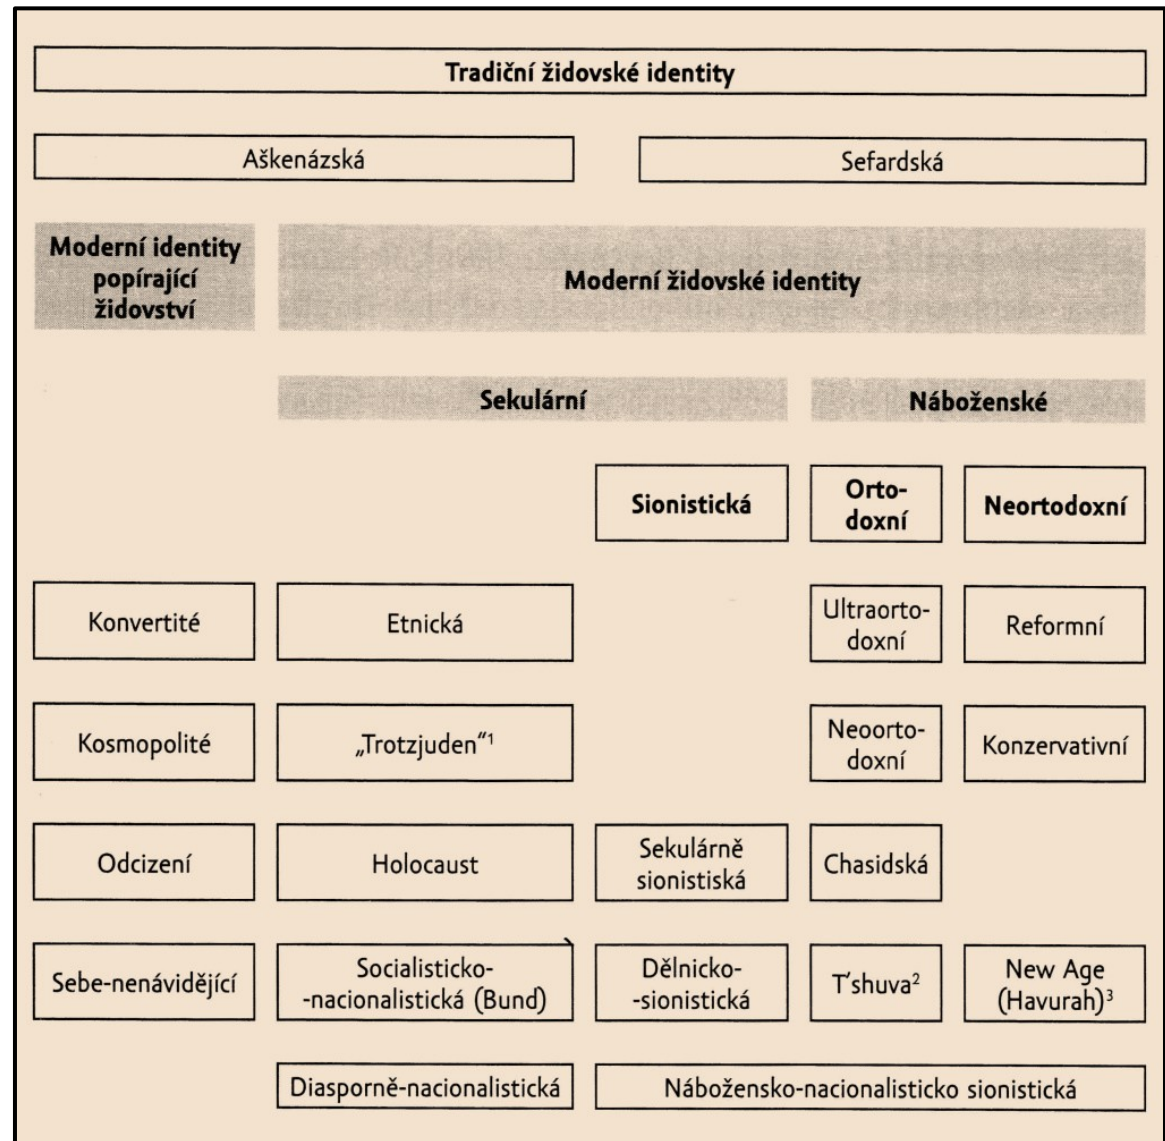 Tradiční židovské identity
Aškenázská
Sefardská
Moderní identity
popírající
židovství
Moderní židovské identity
Sekulární
Náboženské
Sionistická
Orto-
doxní
Neortodoxní
Konvertité
Etnická
Ultraorto-
doxní
Reformní
Kosmopolité
„Trotzjuden“¹
Neoorto-
doxní
Konzervativní
Odcizení
Holocaust
Sekulárně
sionistiská
Chasidská
Sebe-nenávidějící
Socialisticko-
-nacionalistická (Bund)
Dělnicko-
-sionistická
T’shuva²
New Age
(Havurah)³
Diasporně-nacionalistická
Nábožensko-nacionalisticko sionistická